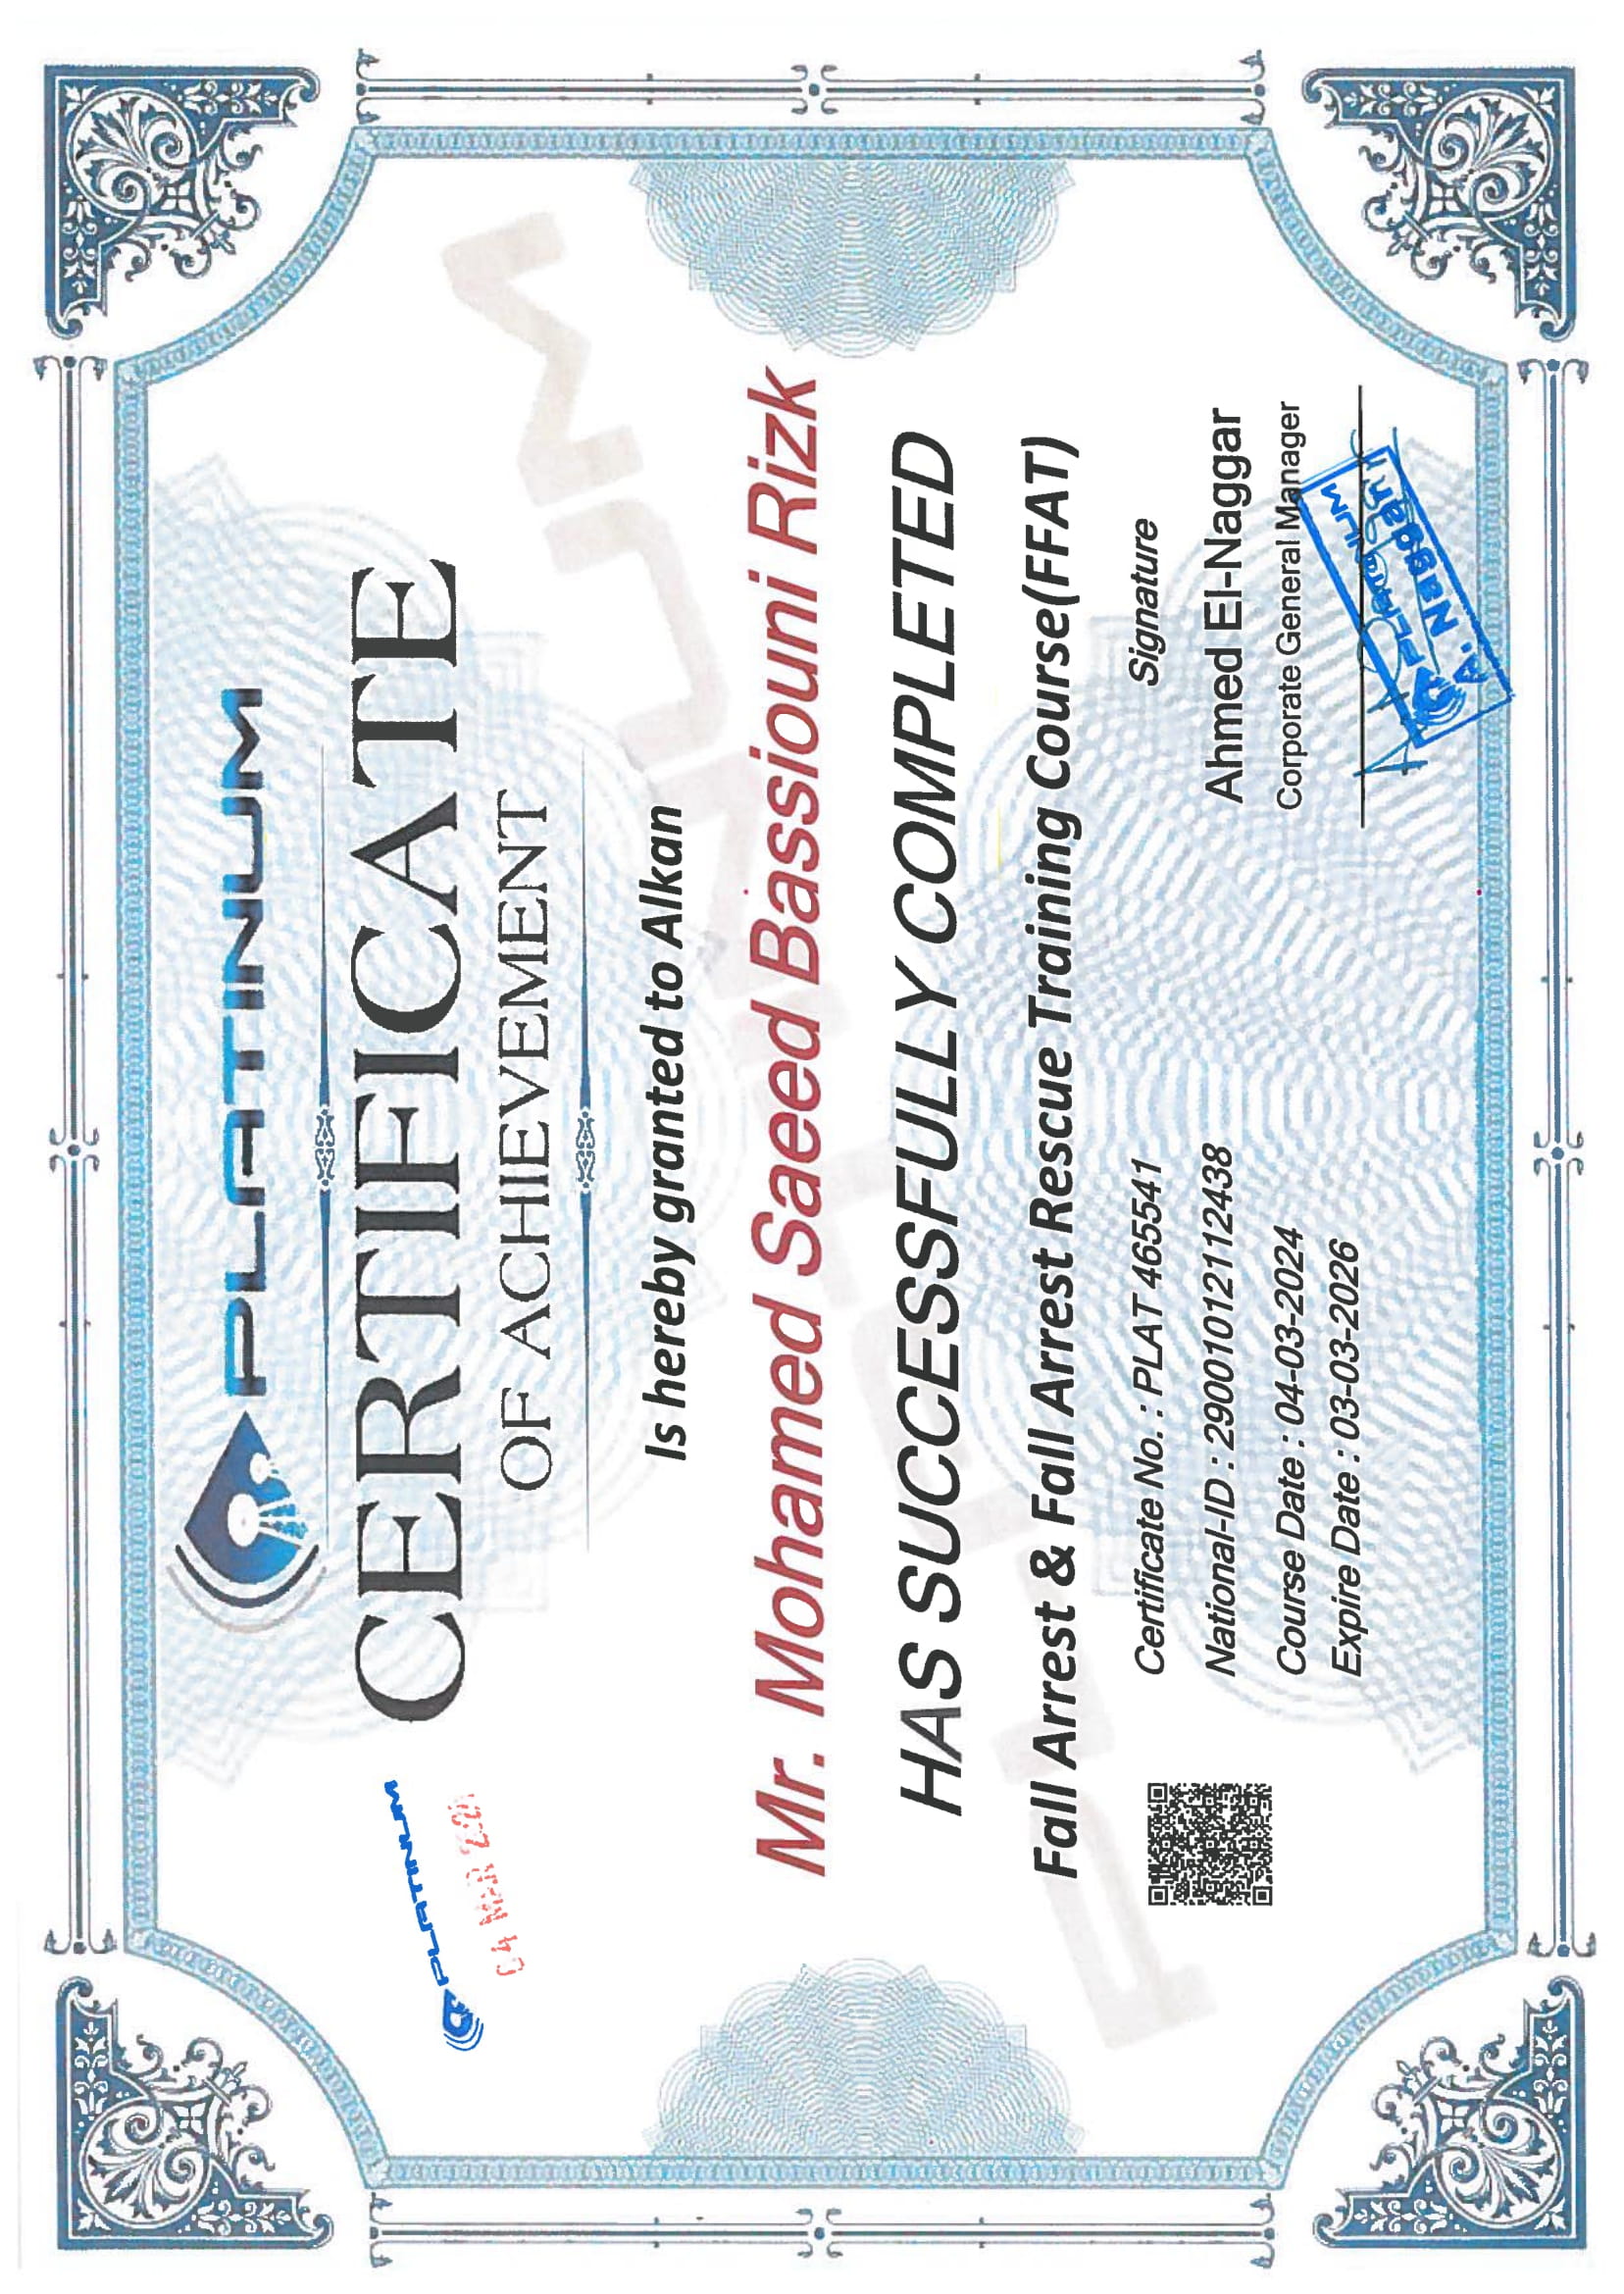 PLATINUM
CERTIFICATE
OF ACHIEVEMENT
PLATINUM
04 MAR 202
Is hereby granted to Alkan
Mr. Mohamed Saeed Bassiouni Rizk
HAS SUCCESSFULLY COMPLETED
Fall Arrest & Fall Arrest Rescue Training Course(FFAT)
Certificate No. : PLAT 465541
National-ID : 29001012112438
Course Date : 04-03-2024
Expire Date : 03-03-2026
Signature
Ahmed El-Naggar
Corporate General Manager
A. Naggar
PLATINUM